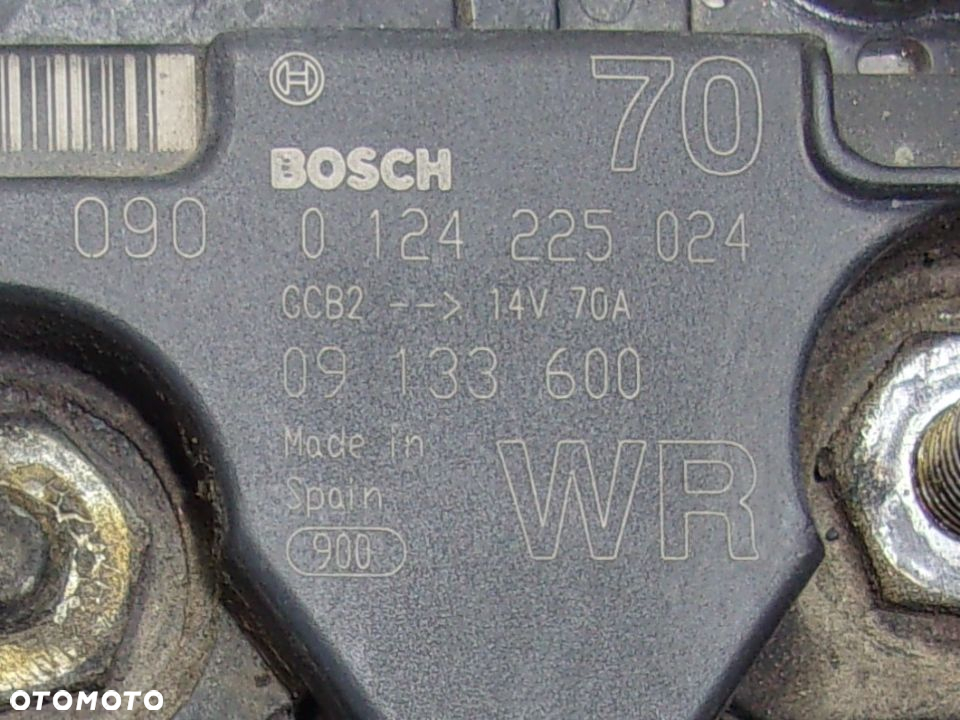 70
BOSCH
090 0 124 225 024
GCB2 --> 14V 70A
09 133 600
Made in
Spain
WR
900
OTOMOTO